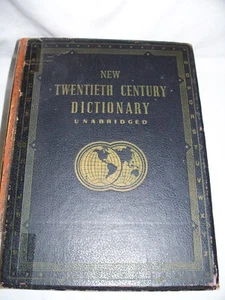 NEW
TWENTIETH CENTURY
DICTIONARY
UNABRIDGED